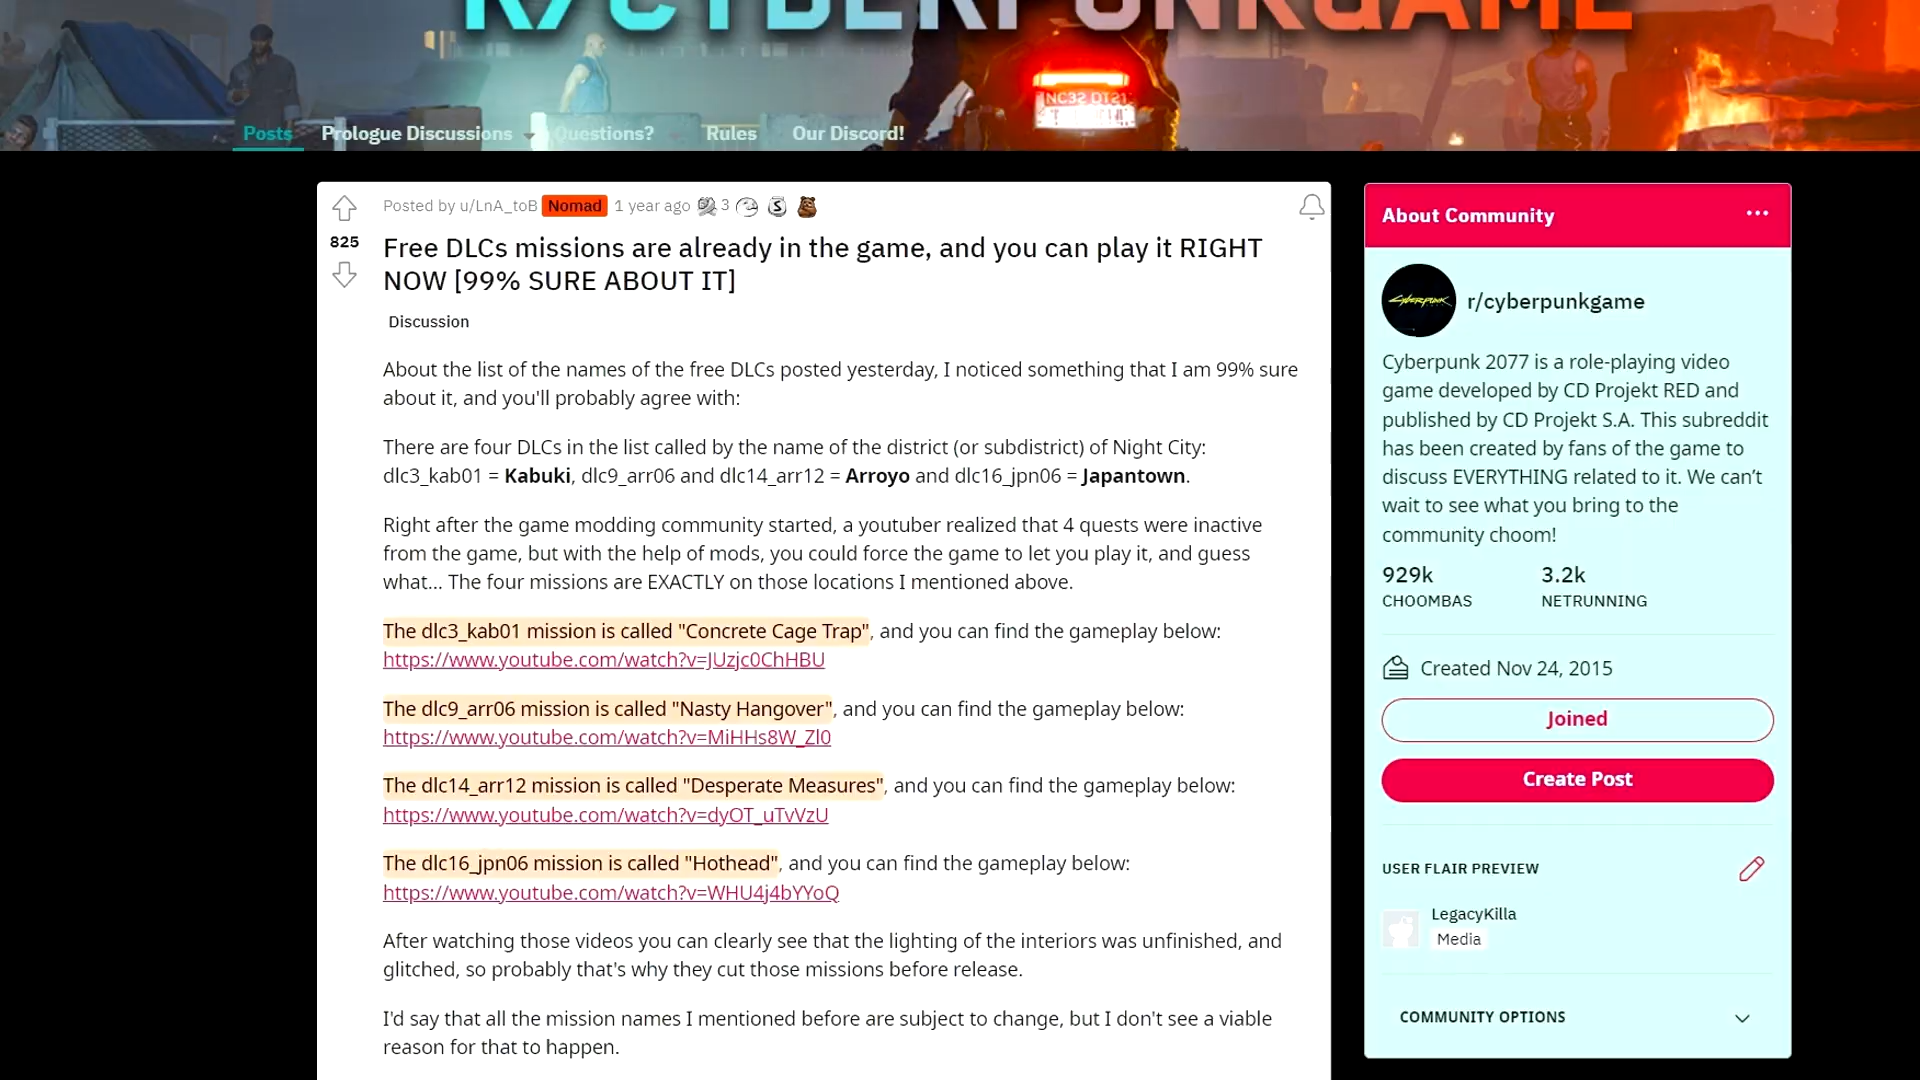 R/CYBERPUNKGAME
NC32 DT21
Posts
Prologue Discussions
Questions?
Rules
Our Discord!
Posted by u/LnA_toB Nomad 1 year ago 3
825
Free DLCs missions are already in the game, and you can play it RIGHT
NOW [99% SURE ABOUT IT]
Discussion
About the list of the names of the free DLCs posted yesterday, I noticed something that I am 99% sure
about it, and you'll probably agree with:
There are four DLCs in the list called by the name of the district (or subdistrict) of Night City:
dlc3_kab01 = Kabuki, dlc9_arr06 and dlc14_arr12 = Arroyo and dlc16_jpn06 = Japantown.
Right after the game modding community started, a youtuber realized that 4 quests were inactive
from the game, but with the help of mods, you could force the game to let you play it, and guess
what... The four missions are EXACTLY on those locations I mentioned above.
The dlc3_kab01 mission is called "Concrete Cage Trap", and you can find the gameplay below:
https://www.youtube.com/watch?v=JUzjc0ChHBU
The dlc9_arr06 mission is called "Nasty Hangover", and you can find the gameplay below:
https://www.youtube.com/watch?v=MiHHs8W_Zl0
The dlc14_arr12 mission is called "Desperate Measures", and you can find the gameplay below:
https://www.youtube.com/watch?v=dyOT_uTvVzU
The dlc16_jpn06 mission is called "Hothead", and you can find the gameplay below:
https://www.youtube.com/watch?v=WHU4j4bYYoQ
After watching those videos you can clearly see that the lighting of the interiors was unfinished, and
glitched, so probably that's why they cut those missions before release.
I'd say that all the mission names I mentioned before are subject to change, but I don't see a viable
reason for that to happen.
About Community
CYBERPUNK
r/cyberpunkgame
Cyberpunk 2077 is a role-playing video
game developed by CD Projekt RED and
published by CD Projekt S.A. This subreddit
has been created by fans of the game to
discuss EVERYTHING related to it. We can't
wait to see what you bring to the
community choom!
929k
3.2k
CHOOMBAS
NETRUNNING
Created Nov 24, 2015
Joined
Create Post
USER FLAIR PREVIEW
LegacyKilla
Media
COMMUNITY OPTIONS